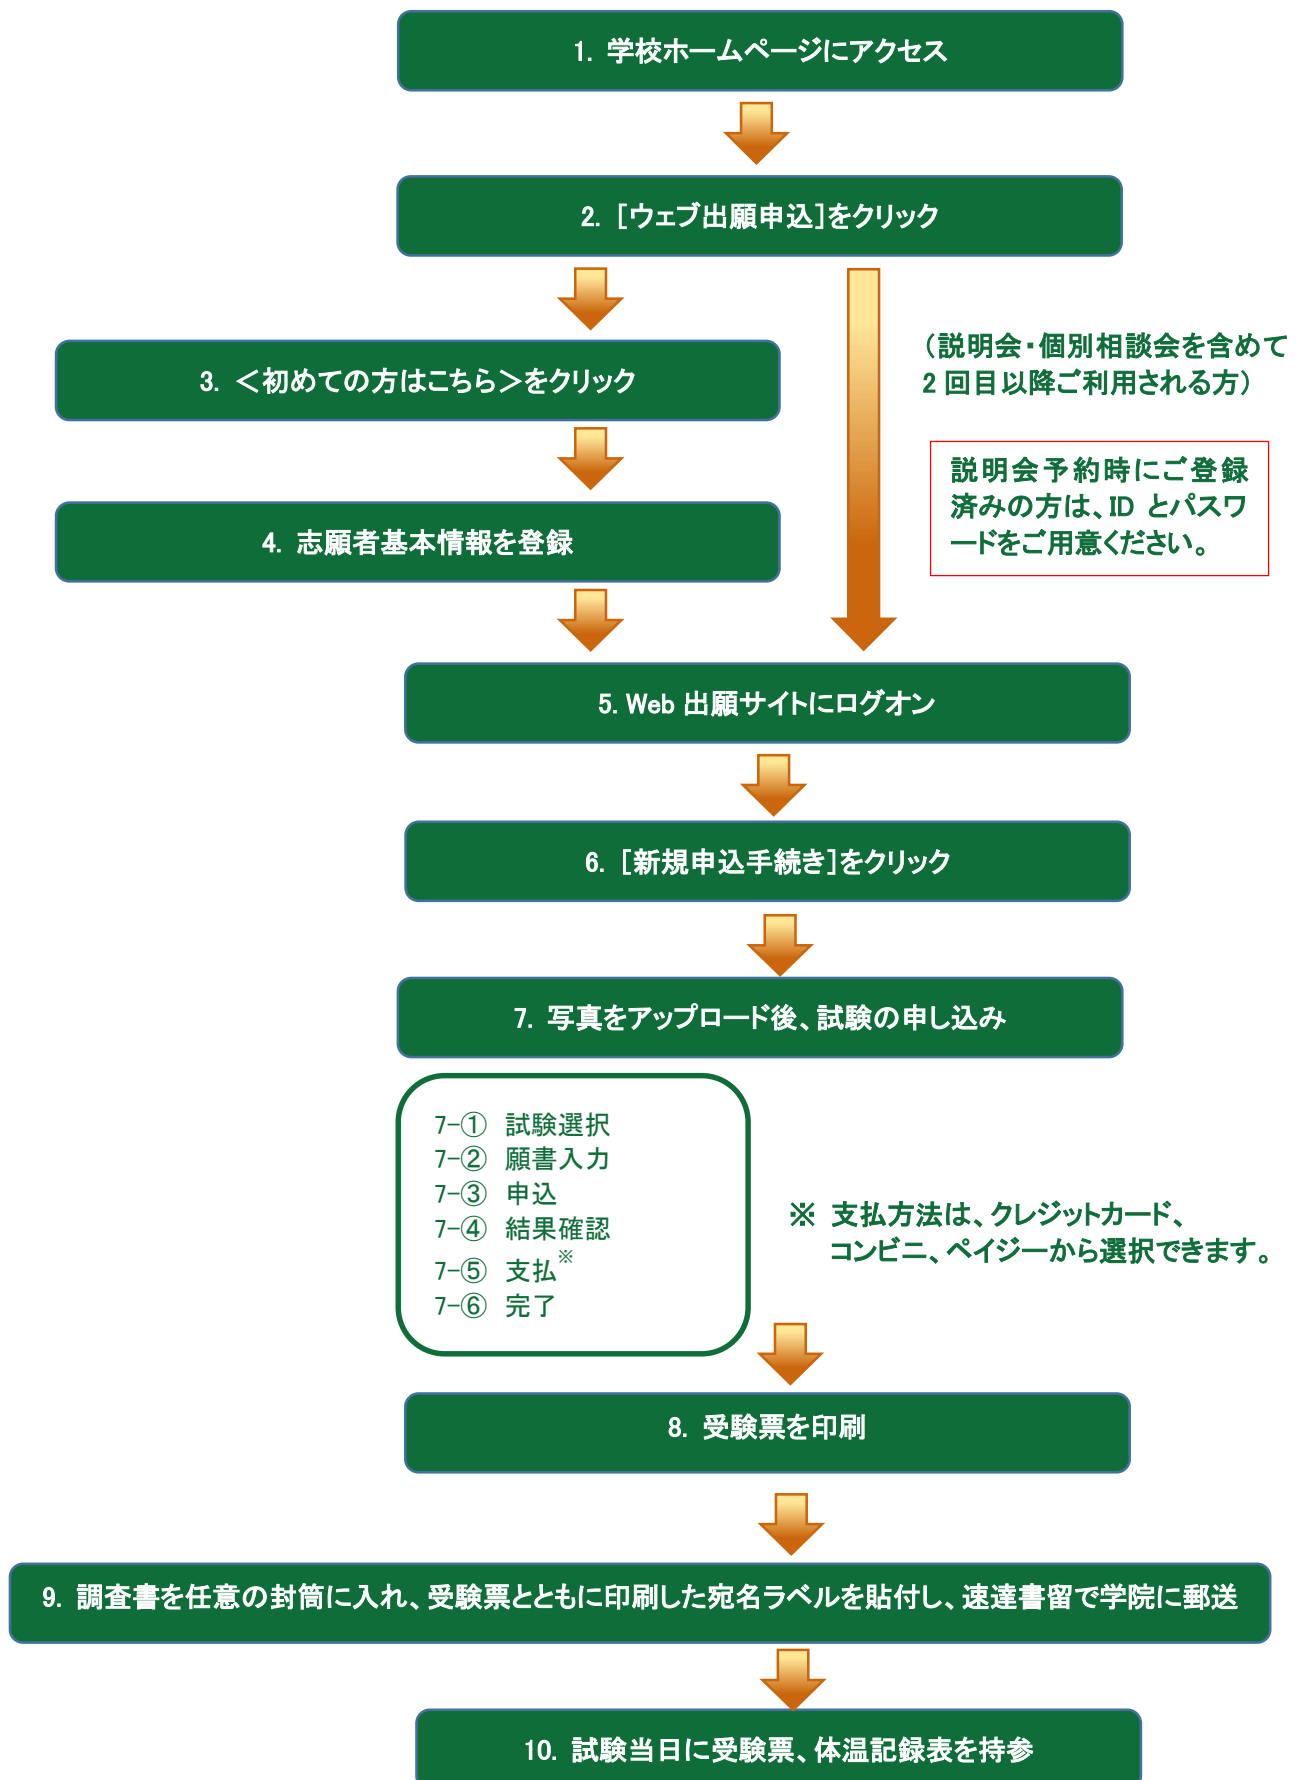 1. 学校ホームページにアクセス
2. [ウェブ出願申込]をクリック
(説明会・個別相談会を含めて
2 回目以降ご利用される方)
3. <初めての方はこちら>をクリック
説明会予約時にご登録
済みの方は、ID とパスワ
ードをご用意ください。
4. 志願者基本情報を登録
5. Web 出願サイトにログオン
6. [新規申込手続き]をクリック
7. 写真をアップロード後、試験の申し込み
7-① 試験選択
7-② 願書入力
7-③ 申込
7-④ 結果確認
7-⑤ 支払※
7-⑥ 完了
※ 支払方法は、クレジットカード、
コンビニ、ペイジーから選択できます。
8. 受験票を印刷
9. 調査書を任意の封筒に入れ、受験票とともに印刷した宛名ラベルを貼付し、速達書留で学院に郵送
10. 試験当日に受験票、体温記録表を持参